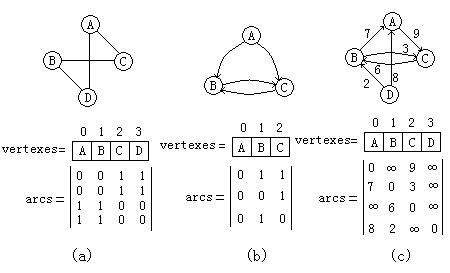 A
B
C
D
A
B
C
A
7
9
B
3
C
6
2
8
D
0 1 2 3
vertexes= A B C D
0 1 2
vertexes= A B C
0 1 2 3
vertexes= A B C D
arcs=
0 0 1 1
0 0 1 1
1 1 0 0
1 1 0 0
arcs=
0 1 1
0 0 1
0 1 0
arcs=
0 ∞ 9 ∞
7 0 3 ∞
∞ 6 0 ∞
8 2 ∞ 0
(a)
(b)
(c)